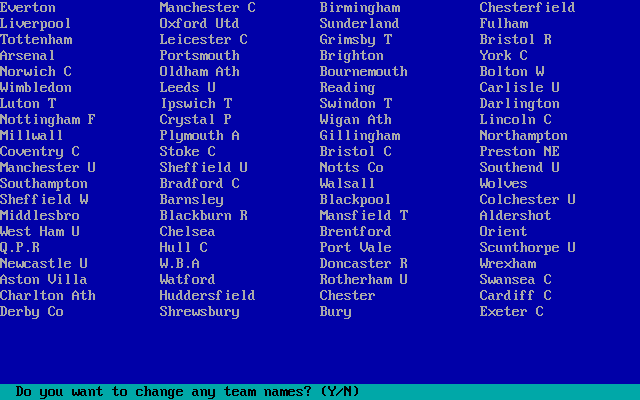 Everton Manchester C Birmingham Chesterfield
Liverpool Oxford Utd Sunderland Fulham
Tottenham Leicester C Grimsby T Bristol R
Arsenal Portsmouth Brighton York C
Norwich C Oldham Ath Bournemouth Bolton W
Wimbledon Leeds U Reading Carlisle U
Luton T Ipswich T Swindon T Darlington
Nottingham F Crystal P Wigan Ath Lincoln C
Millwall Plymouth A Gillingham Northampton
Coventry C Stoke C Bristol C Preston NE
Manchester U Sheffield U Notts Co Southend U
Southampton Bradford C Walsall Wolves
Sheffield W Barnsley Blackpool Colchester U
Middlesbro Blackburn R Mansfield T Aldershot
West Ham U Chelsea Brentford Orient
Q.P.R Hull C Port Vale Scunthorpe U
Newcastle U W.B.A Doncaster R Wrexham
Aston Villa Watford Rotherham U Swansea C
Charlton Ath Huddersfield Chester Cardiff C
Derby Co Shrewsbury Bury Exeter C
Do you want to change any team names? (Y/N)